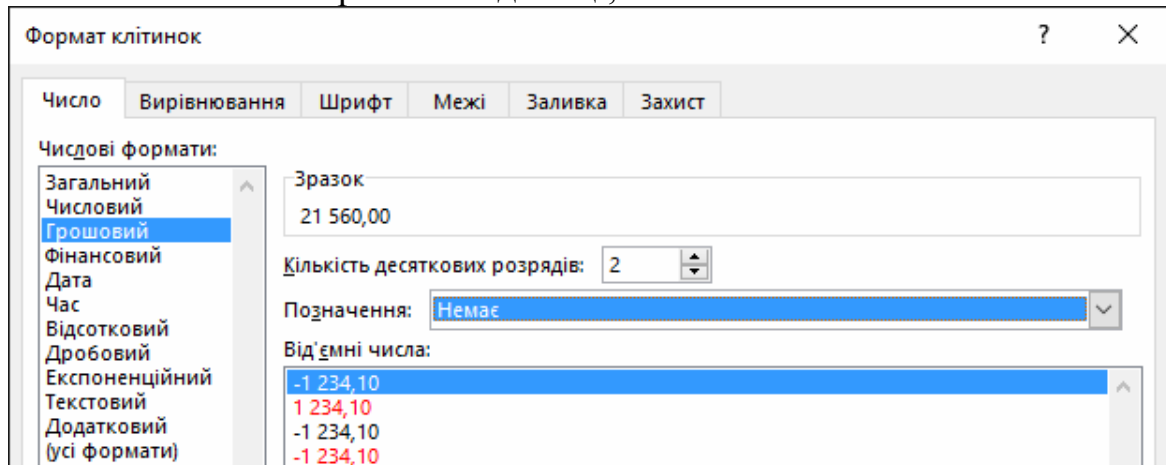 Формат клітинок ? ×
Число Вирівнювання Шрифт Межі Заливка Захист
Числові формати:
Загальний
Числовий
Грошовий
Фінансовий
Дата
Час
Відсотковий
Дробовий
Експоненційний
Текстовий
Додатковий
(усі формати)
Зразок
21 560,00
Кількість десяткових розрядів: 2
Позначення: Немає
Від'ємні числа:
-1 234,10
1 234,10
-1 234,10
-1 234,10